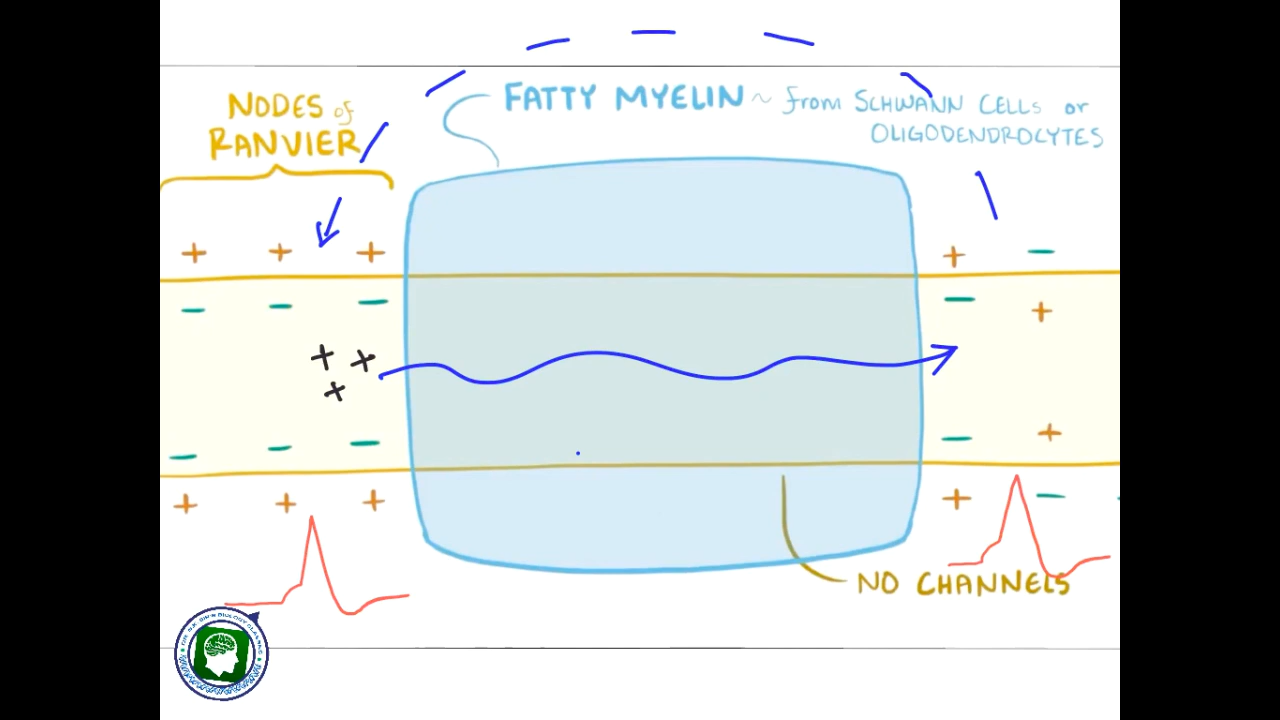 NODES of
RANVIER
FATTY MYELIN ~ from SCHWANN CELLS or
OLIGODENDROCYTES
+ + + + −
− − − − +
+ +
+
− − − − +
+ + + + −
NO CHANNELS